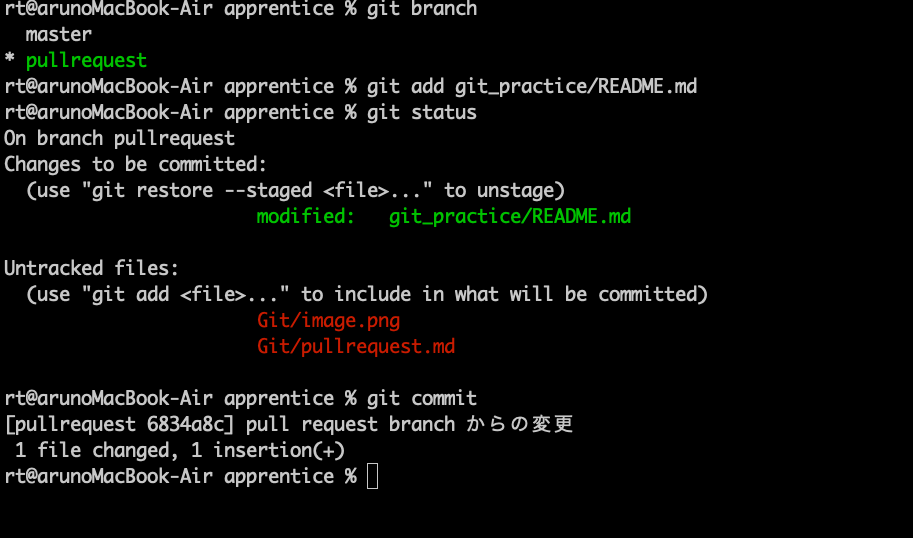 rt@arunoMacBook-Air apprentice % git branch
  master
* pullrequest
rt@arunoMacBook-Air apprentice % git add git_practice/README.md
rt@arunoMacBook-Air apprentice % git status
On branch pullrequest
Changes to be committed:
  (use "git restore --staged <file>..." to unstage)
                       modified:   git_practice/README.md

Untracked files:
  (use "git add <file>..." to include in what will be committed)
                       Git/image.png
                       Git/pullrequest.md

rt@arunoMacBook-Air apprentice % git commit
[pullrequest 6834a8c] pull request branch からの変更
 1 file changed, 1 insertion(+)
rt@arunoMacBook-Air apprentice %